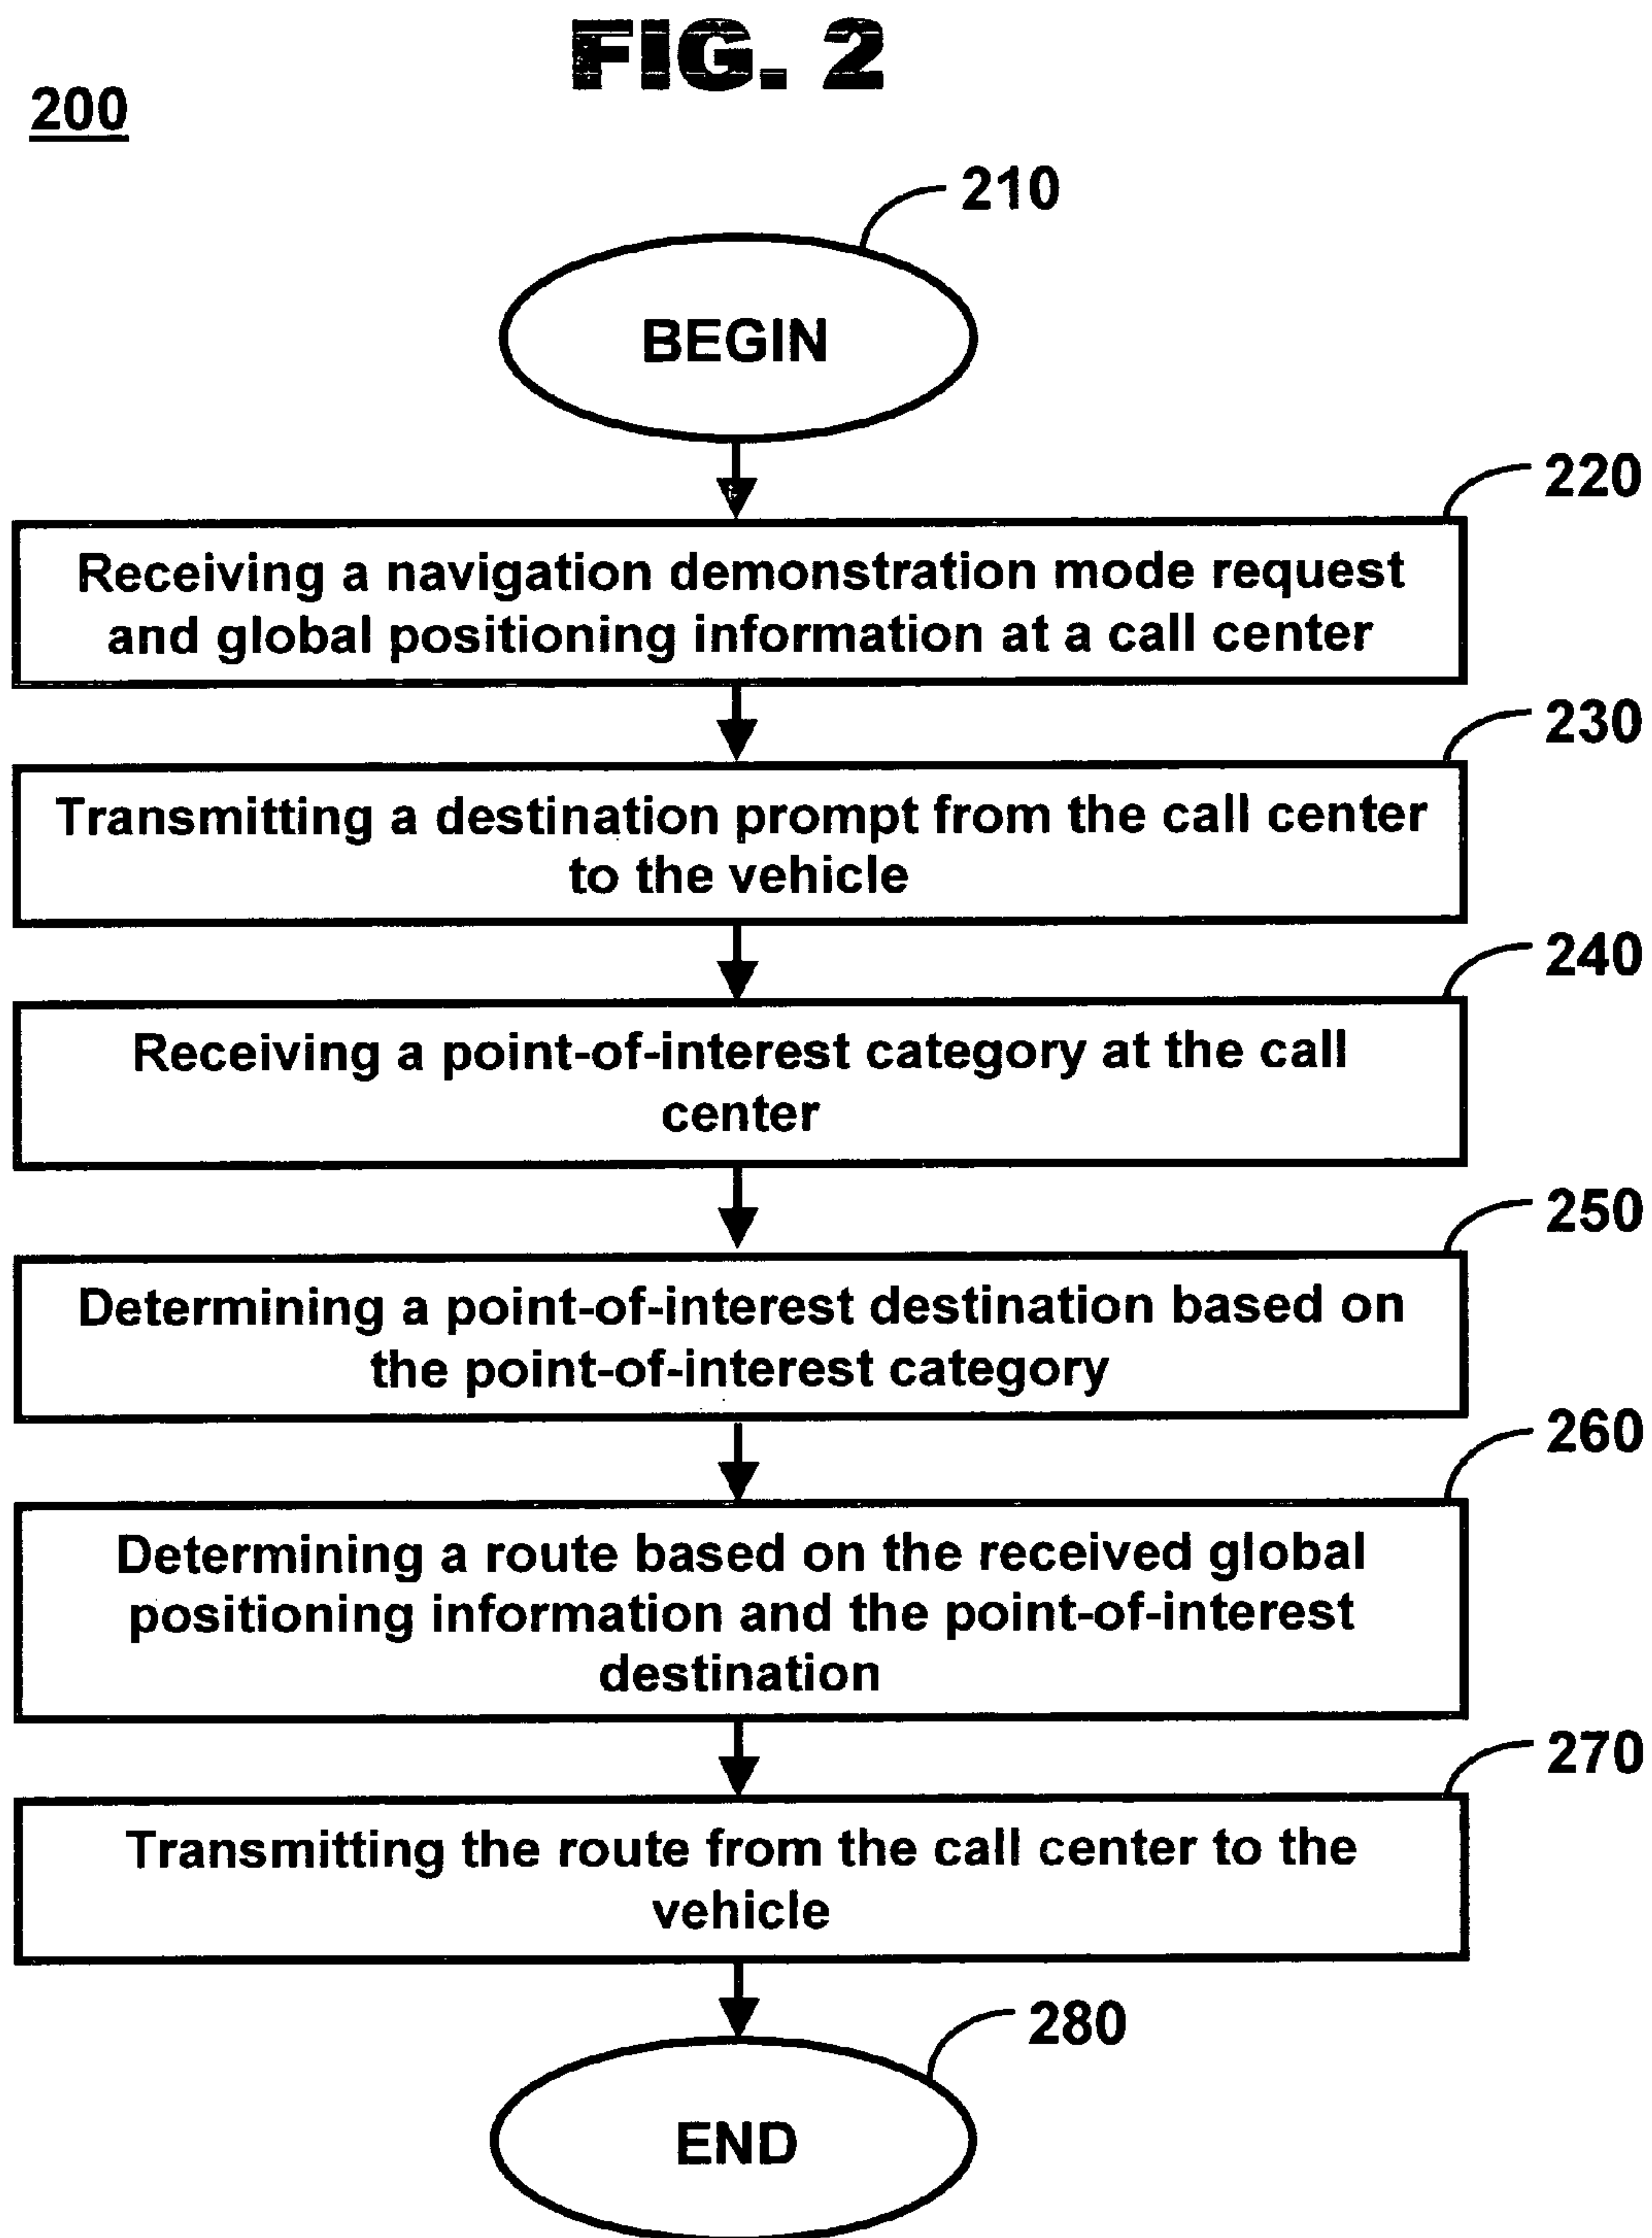 FIG. 2
200
210
BEGIN
220
Receiving a navigation demonstration mode request
and global positioning information at a call center
230
Transmitting a destination prompt from the call center
to the vehicle
240
Receiving a point-of-interest category at the call
center
250
Determining a point-of-interest destination based on
the point-of-interest category
260
Determining a route based on the received global
positioning information and the point-of-interest
destination
270
Transmitting the route from the call center to the
vehicle
280
END